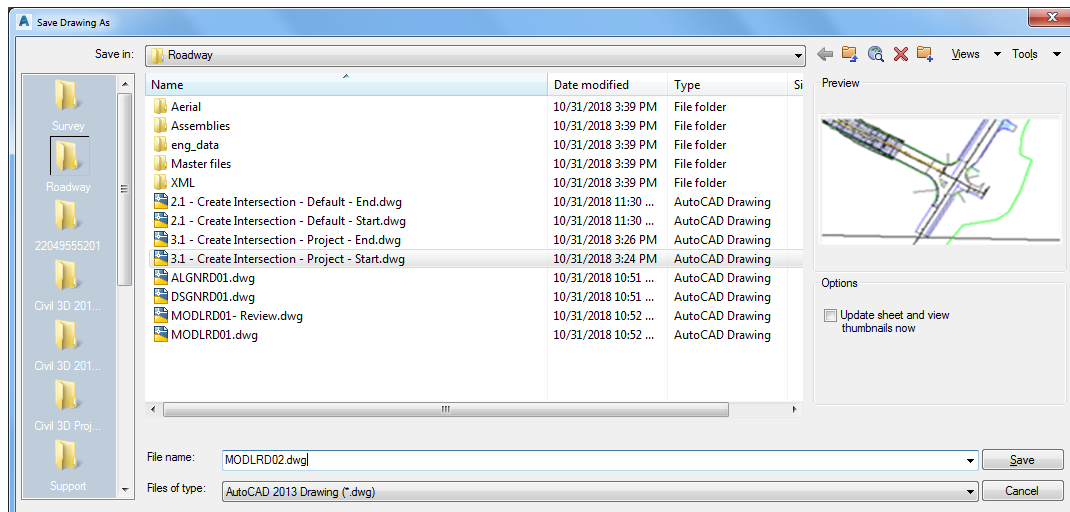 Save Drawing As
Save in: Roadway Views Tools
Name Date modified Type Si
Aerial 10/31/2018 3:39 PM File folder
Assemblies 10/31/2018 3:39 PM File folder
eng_data 10/31/2018 3:39 PM File folder
Master files 10/31/2018 3:39 PM File folder
XML 10/31/2018 3:39 PM File folder
2.1 - Create Intersection - Default - End.dwg 10/31/2018 11:30 ... AutoCAD Drawing
2.1 - Create Intersection - Default - Start.dwg 10/31/2018 11:30 ... AutoCAD Drawing
3.1 - Create Intersection - Project - End.dwg 10/31/2018 3:26 PM AutoCAD Drawing
3.1 - Create Intersection - Project - Start.dwg 10/31/2018 3:24 PM AutoCAD Drawing
ALGNRD01.dwg 10/31/2018 10:51 ... AutoCAD Drawing
DSGNRD01.dwg 10/31/2018 10:51 ... AutoCAD Drawing
MODLRD01- Review.dwg 10/31/2018 10:52 ... AutoCAD Drawing
MODLRD01.dwg 10/31/2018 10:52 ... AutoCAD Drawing
Survey
Roadway
22049555201
Civil 3D 201...
Civil 3D 201...
Civil 3D Proj...
Support
Preview
Options
Update sheet and view
thumbnails now
File name: MODLRD02.dwg Save
Files of type: AutoCAD 2013 Drawing (*.dwg) Cancel